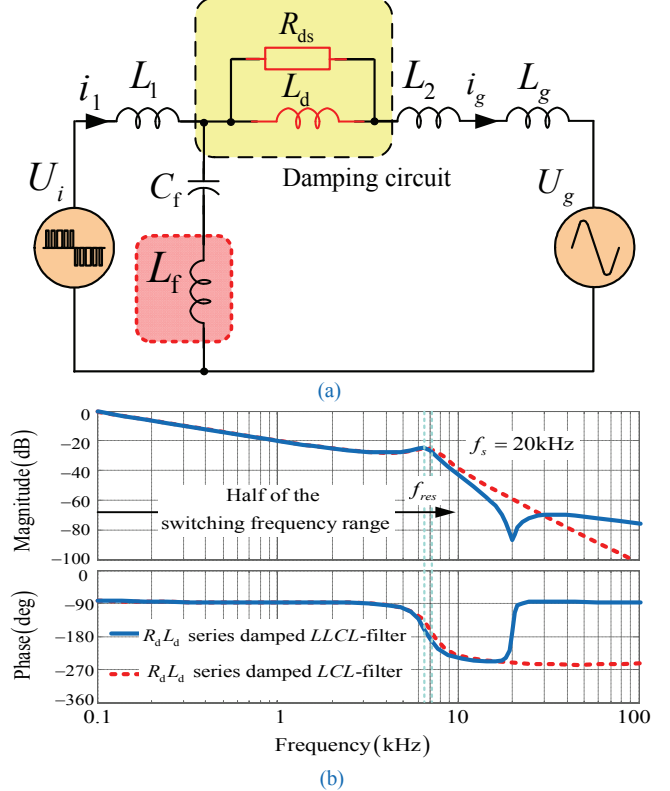 R_ds
i_1 L_1 L_d L_2 i_g L_g
Damping circuit
U_i C_f U_g
L_f
(a)
Magnitude(dB)
0
−20
−40
−60
−80
−100
f_s = 20kHz
Half of the
switching frequency range
f_res
Phase(deg)
0
−90
−180
−270
−360
R_d L_d series damped LLCL-filter
R_d L_d series damped LCL-filter
0.1 1 10 100
Frequency(kHz)
(b)